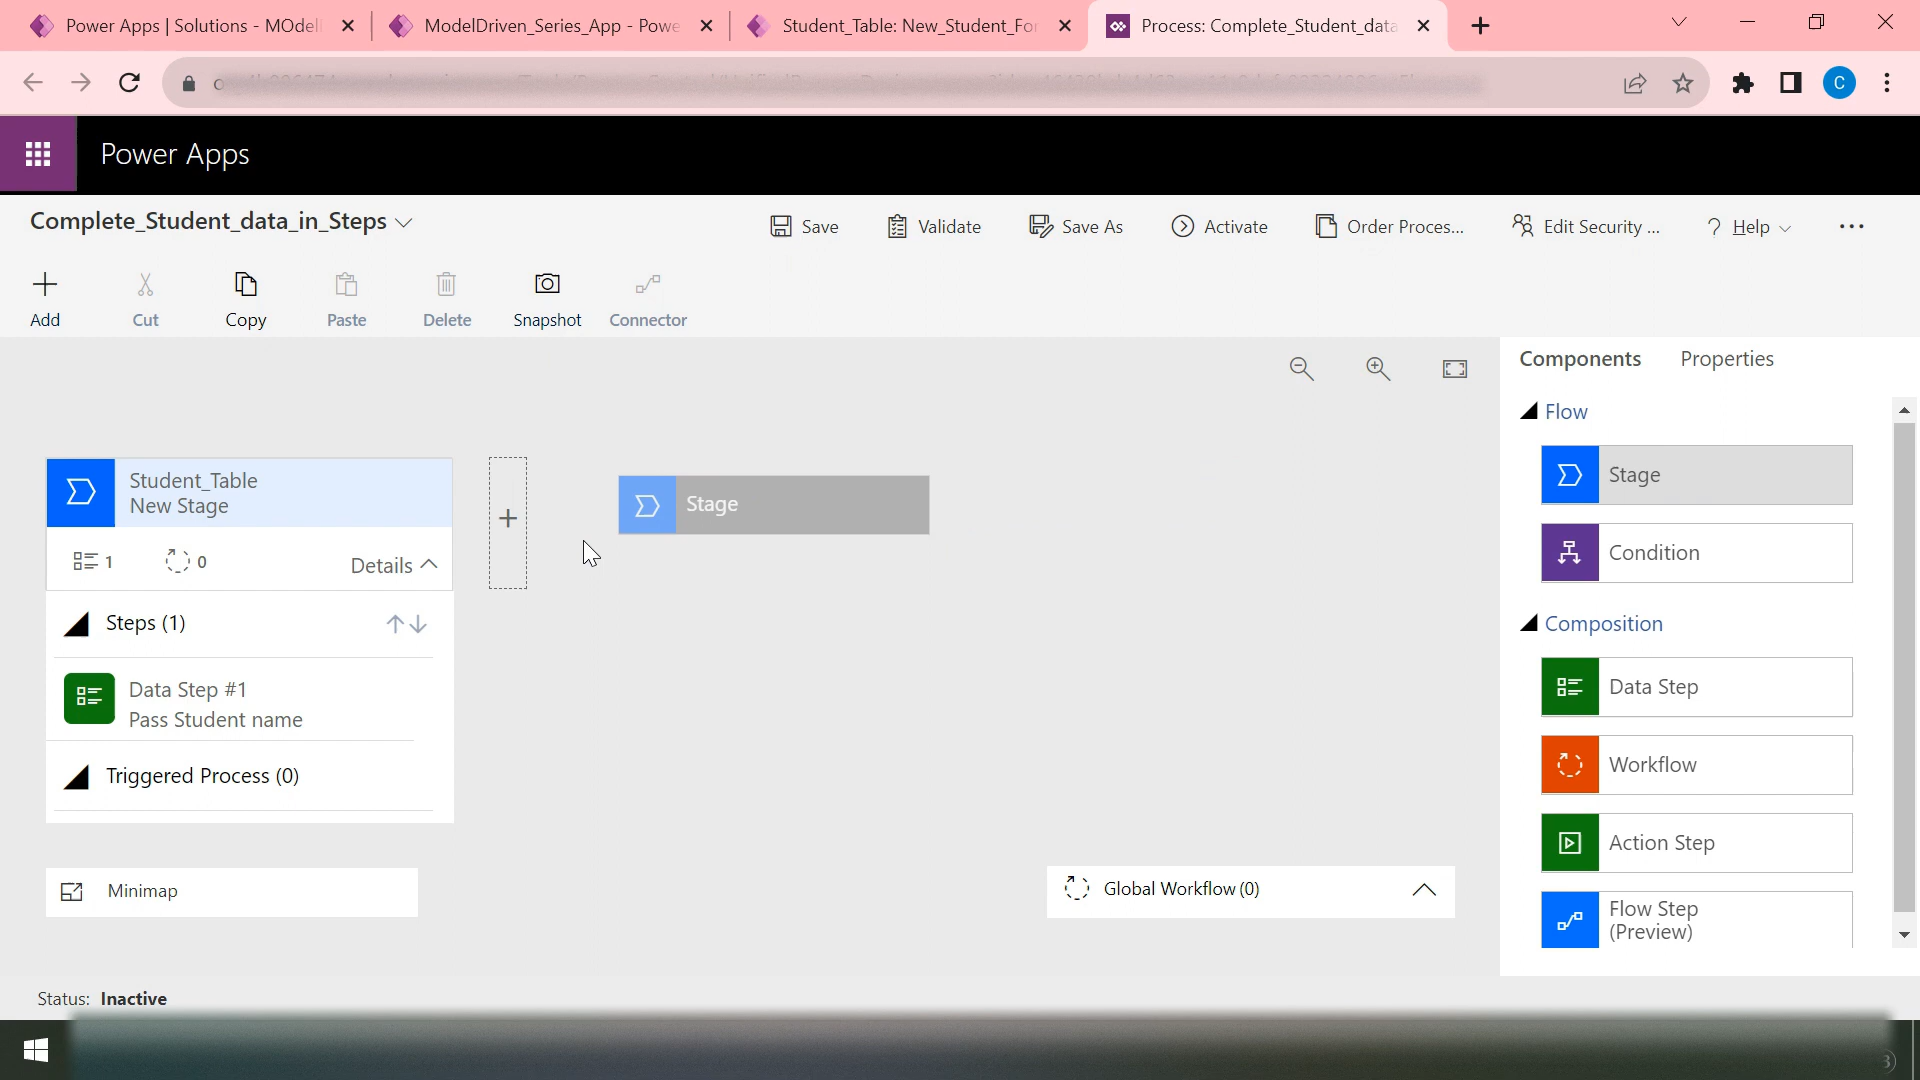 Power Apps | Solutions - MOdel
ModelDriven_Series_App - Powe
Student_Table: New_Student_For
Process: Complete_Student_data
C
Power Apps
Complete_Student_data_in_Steps
Save
Validate
Save As
Activate
Order Proces...
Edit Security ...
? Help
Add
Cut
Copy
Paste
Delete
Snapshot
Connector
Components
Properties
Flow
Stage
Condition
Composition
Data Step
Workflow
Action Step
Flow Step
(Preview)
Student_Table
New Stage
1
0
Details
Steps (1)
Data Step #1
Pass Student name
Triggered Process (0)
Stage
Minimap
Global Workflow (0)
Status: Inactive